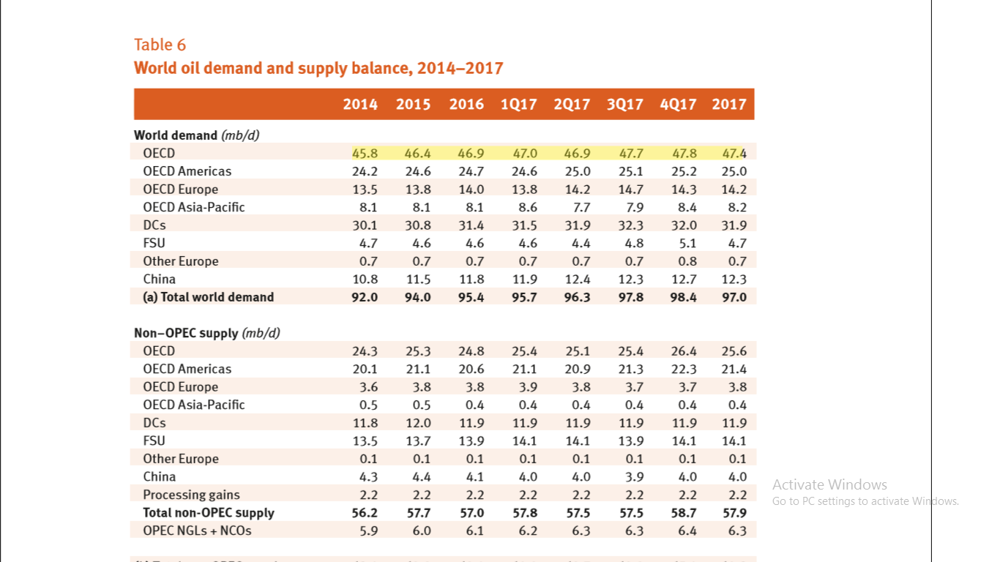 Table 6
World oil demand and supply balance, 2014–2017
2014 2015 2016 1Q17 2Q17 3Q17 4Q17 2017
World demand (mb/d)
OECD 45.8 46.4 46.9 47.0 46.9 47.7 47.8 47.4
OECD Americas 24.2 24.6 24.7 24.6 25.0 25.1 25.2 25.0
OECD Europe 13.5 13.8 14.0 13.8 14.2 14.7 14.3 14.2
OECD Asia-Pacific 8.1 8.1 8.1 8.6 7.7 7.9 8.4 8.2
DCs 30.1 30.8 31.4 31.5 31.9 32.3 32.0 31.9
FSU 4.7 4.6 4.6 4.6 4.4 4.8 5.1 4.7
Other Europe 0.7 0.7 0.7 0.7 0.7 0.7 0.8 0.7
China 10.8 11.5 11.8 11.9 12.4 12.3 12.7 12.3
(a) Total world demand 92.0 94.0 95.4 95.7 96.3 97.8 98.4 97.0
Non–OPEC supply (mb/d)
OECD 24.3 25.3 24.8 25.4 25.1 25.4 26.4 25.6
OECD Americas 20.1 21.1 20.6 21.1 20.9 21.3 22.3 21.4
OECD Europe 3.6 3.8 3.8 3.9 3.8 3.7 3.7 3.8
OECD Asia-Pacific 0.5 0.5 0.4 0.4 0.4 0.4 0.4 0.4
DCs 11.8 12.0 11.9 11.9 11.9 11.9 11.9 11.9
FSU 13.5 13.7 13.9 14.1 14.1 13.9 14.1 14.1
Other Europe 0.1 0.1 0.1 0.1 0.1 0.1 0.1 0.1
China 4.3 4.4 4.1 4.0 4.0 3.9 4.0 4.0
Processing gains 2.2 2.2 2.2 2.2 2.2 2.2 2.2 2.2
Total non-OPEC supply 56.2 57.7 57.0 57.8 57.5 57.5 58.7 57.9
OPEC NGLs + NCOs 5.9 6.0 6.1 6.2 6.3 6.3 6.4 6.3
Activate Windows
Go to PC settings to activate Windows.